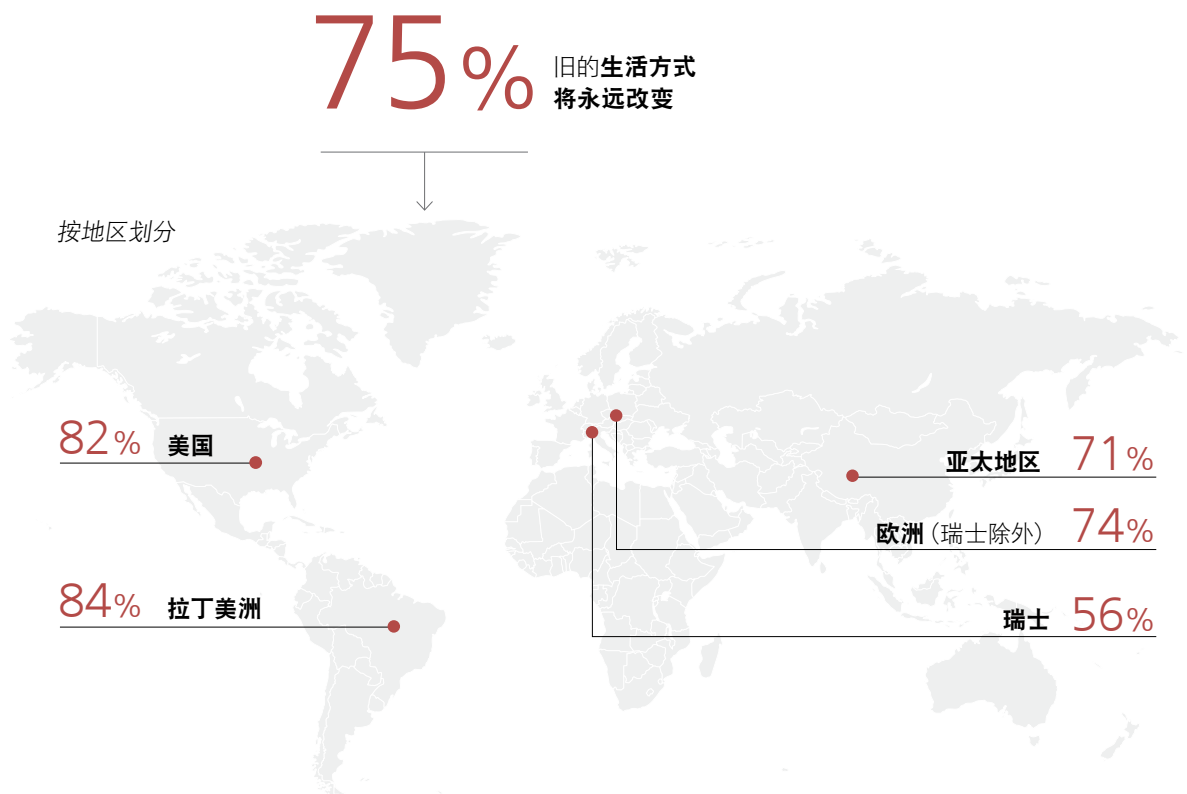 75% 旧的生活方式
将永远改变
按地区划分
82% 美国
亚太地区 71%
欧洲（瑞士除外） 74%
84% 拉丁美洲
瑞士 56%